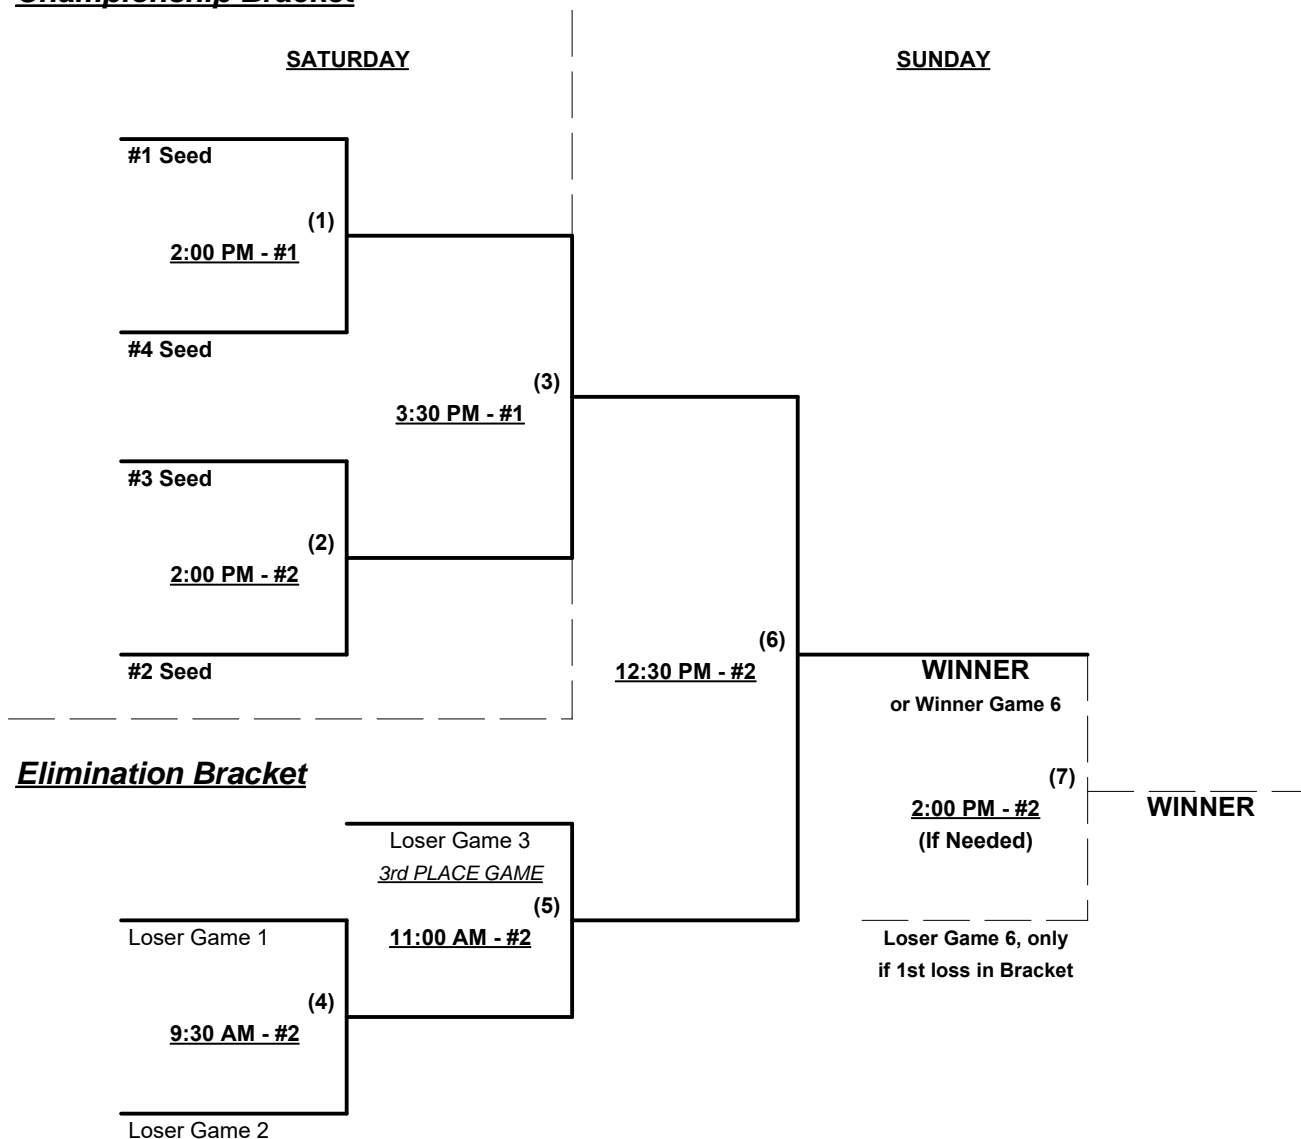 Championship Bracket
SATURDAY
SUNDAY
#1 Seed
(1)
2:00 PM - #1
#4 Seed
(3)
3:30 PM - #1
#3 Seed
(2)
2:00 PM - #2
#2 Seed
(6)
12:30 PM - #2
WINNER
or Winner Game 6
Elimination Bracket
(7)
2:00 PM - #2
(If Needed)
WINNER
Loser Game 3
3rd PLACE GAME
(5)
11:00 AM - #2
Loser Game 1
Loser Game 6, only
if 1st loss in Bracket
(4)
9:30 AM - #2
Loser Game 2